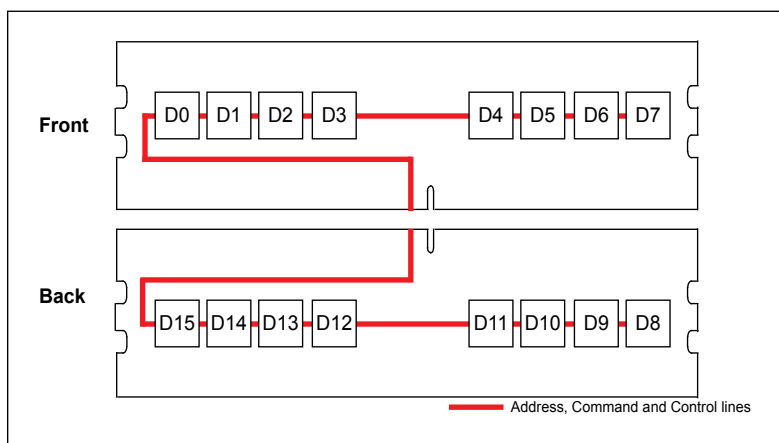 Front
D0 D1 D2 D3 D4 D5 D6 D7
Back
D15 D14 D13 D12 D11 D10 D9 D8
Address, Command and Control lines